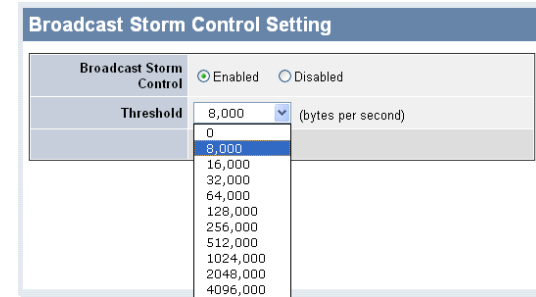 Broadcast Storm Control Setting
Broadcast Storm
Control
Enabled Disabled
Threshold 8,000 (bytes per second)
0
8,000
16,000
32,000
64,000
128,000
256,000
512,000
1024,000
2048,000
4096,000